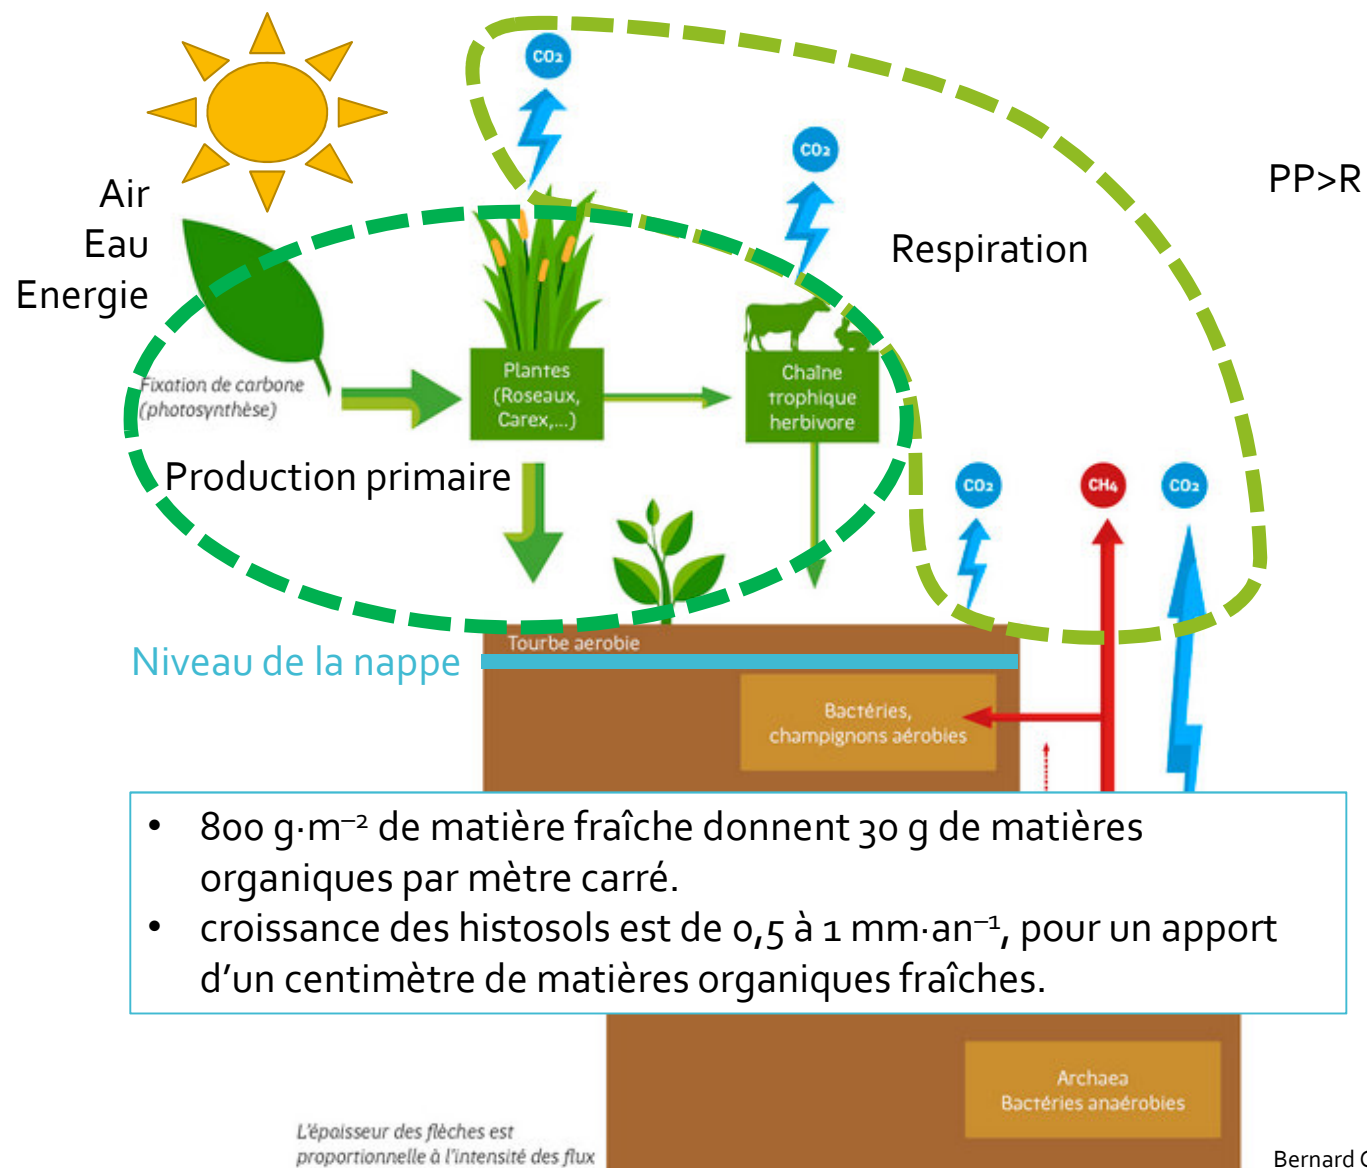 CO2
CO2
PP>R
Air
Eau
Energie
Respiration
Fixation de carbone
(photosynthèse)
Plantes
(Roseaux,
Carex,...)
Chaîne
trophique
herbivore
Production primaire
CO2
CH4
CO2
Tourbe aerobie
Niveau de la nappe
Bactéries,
champignons aérobies
• 800 g·m⁻² de matière fraîche donnent 30 g de matières
organiques par mètre carré.
• croissance des histosols est de 0,5 à 1 mm·an⁻¹, pour un apport
d’un centimètre de matières organiques fraîches.
Archaea
Bactéries anaérobies
L'épaisseur des flèches est
proportionnelle à l'intensité des flux
Bernard